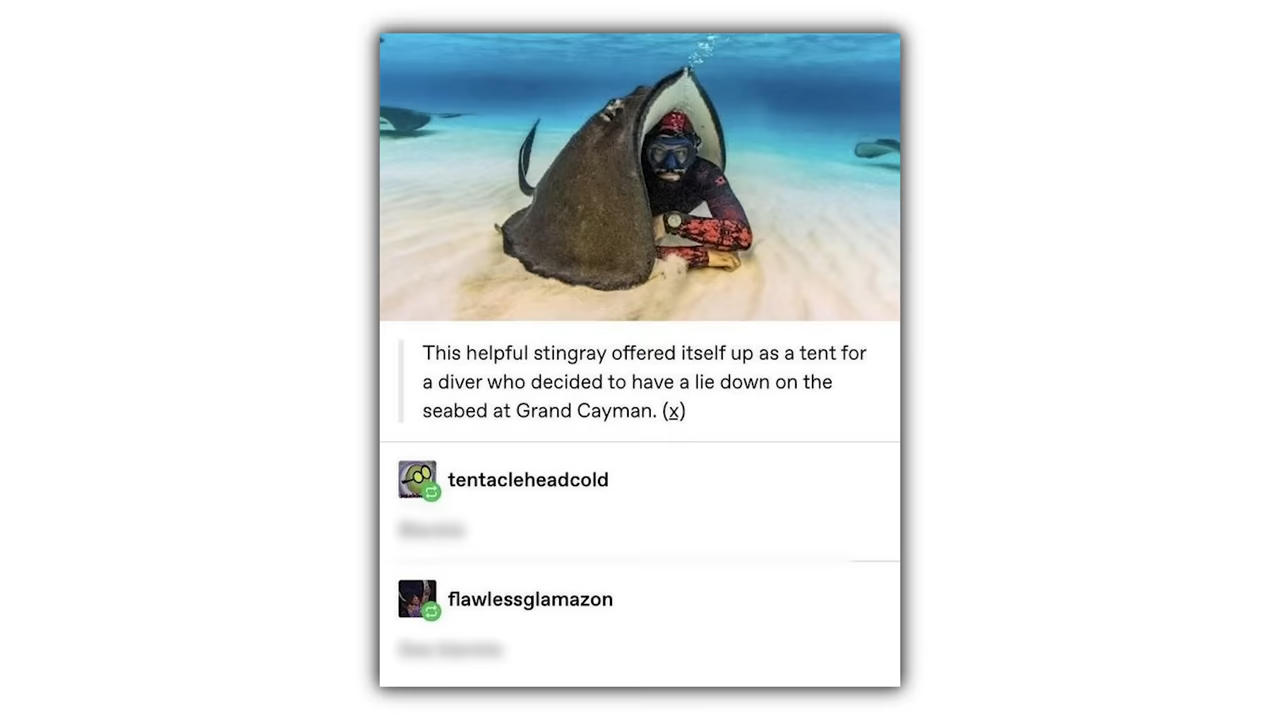 This helpful stingray offered itself up as a tent for
a diver who decided to have a lie down on the
seabed at Grand Cayman. (x)
tentacleheadcold
flawlessglamazon